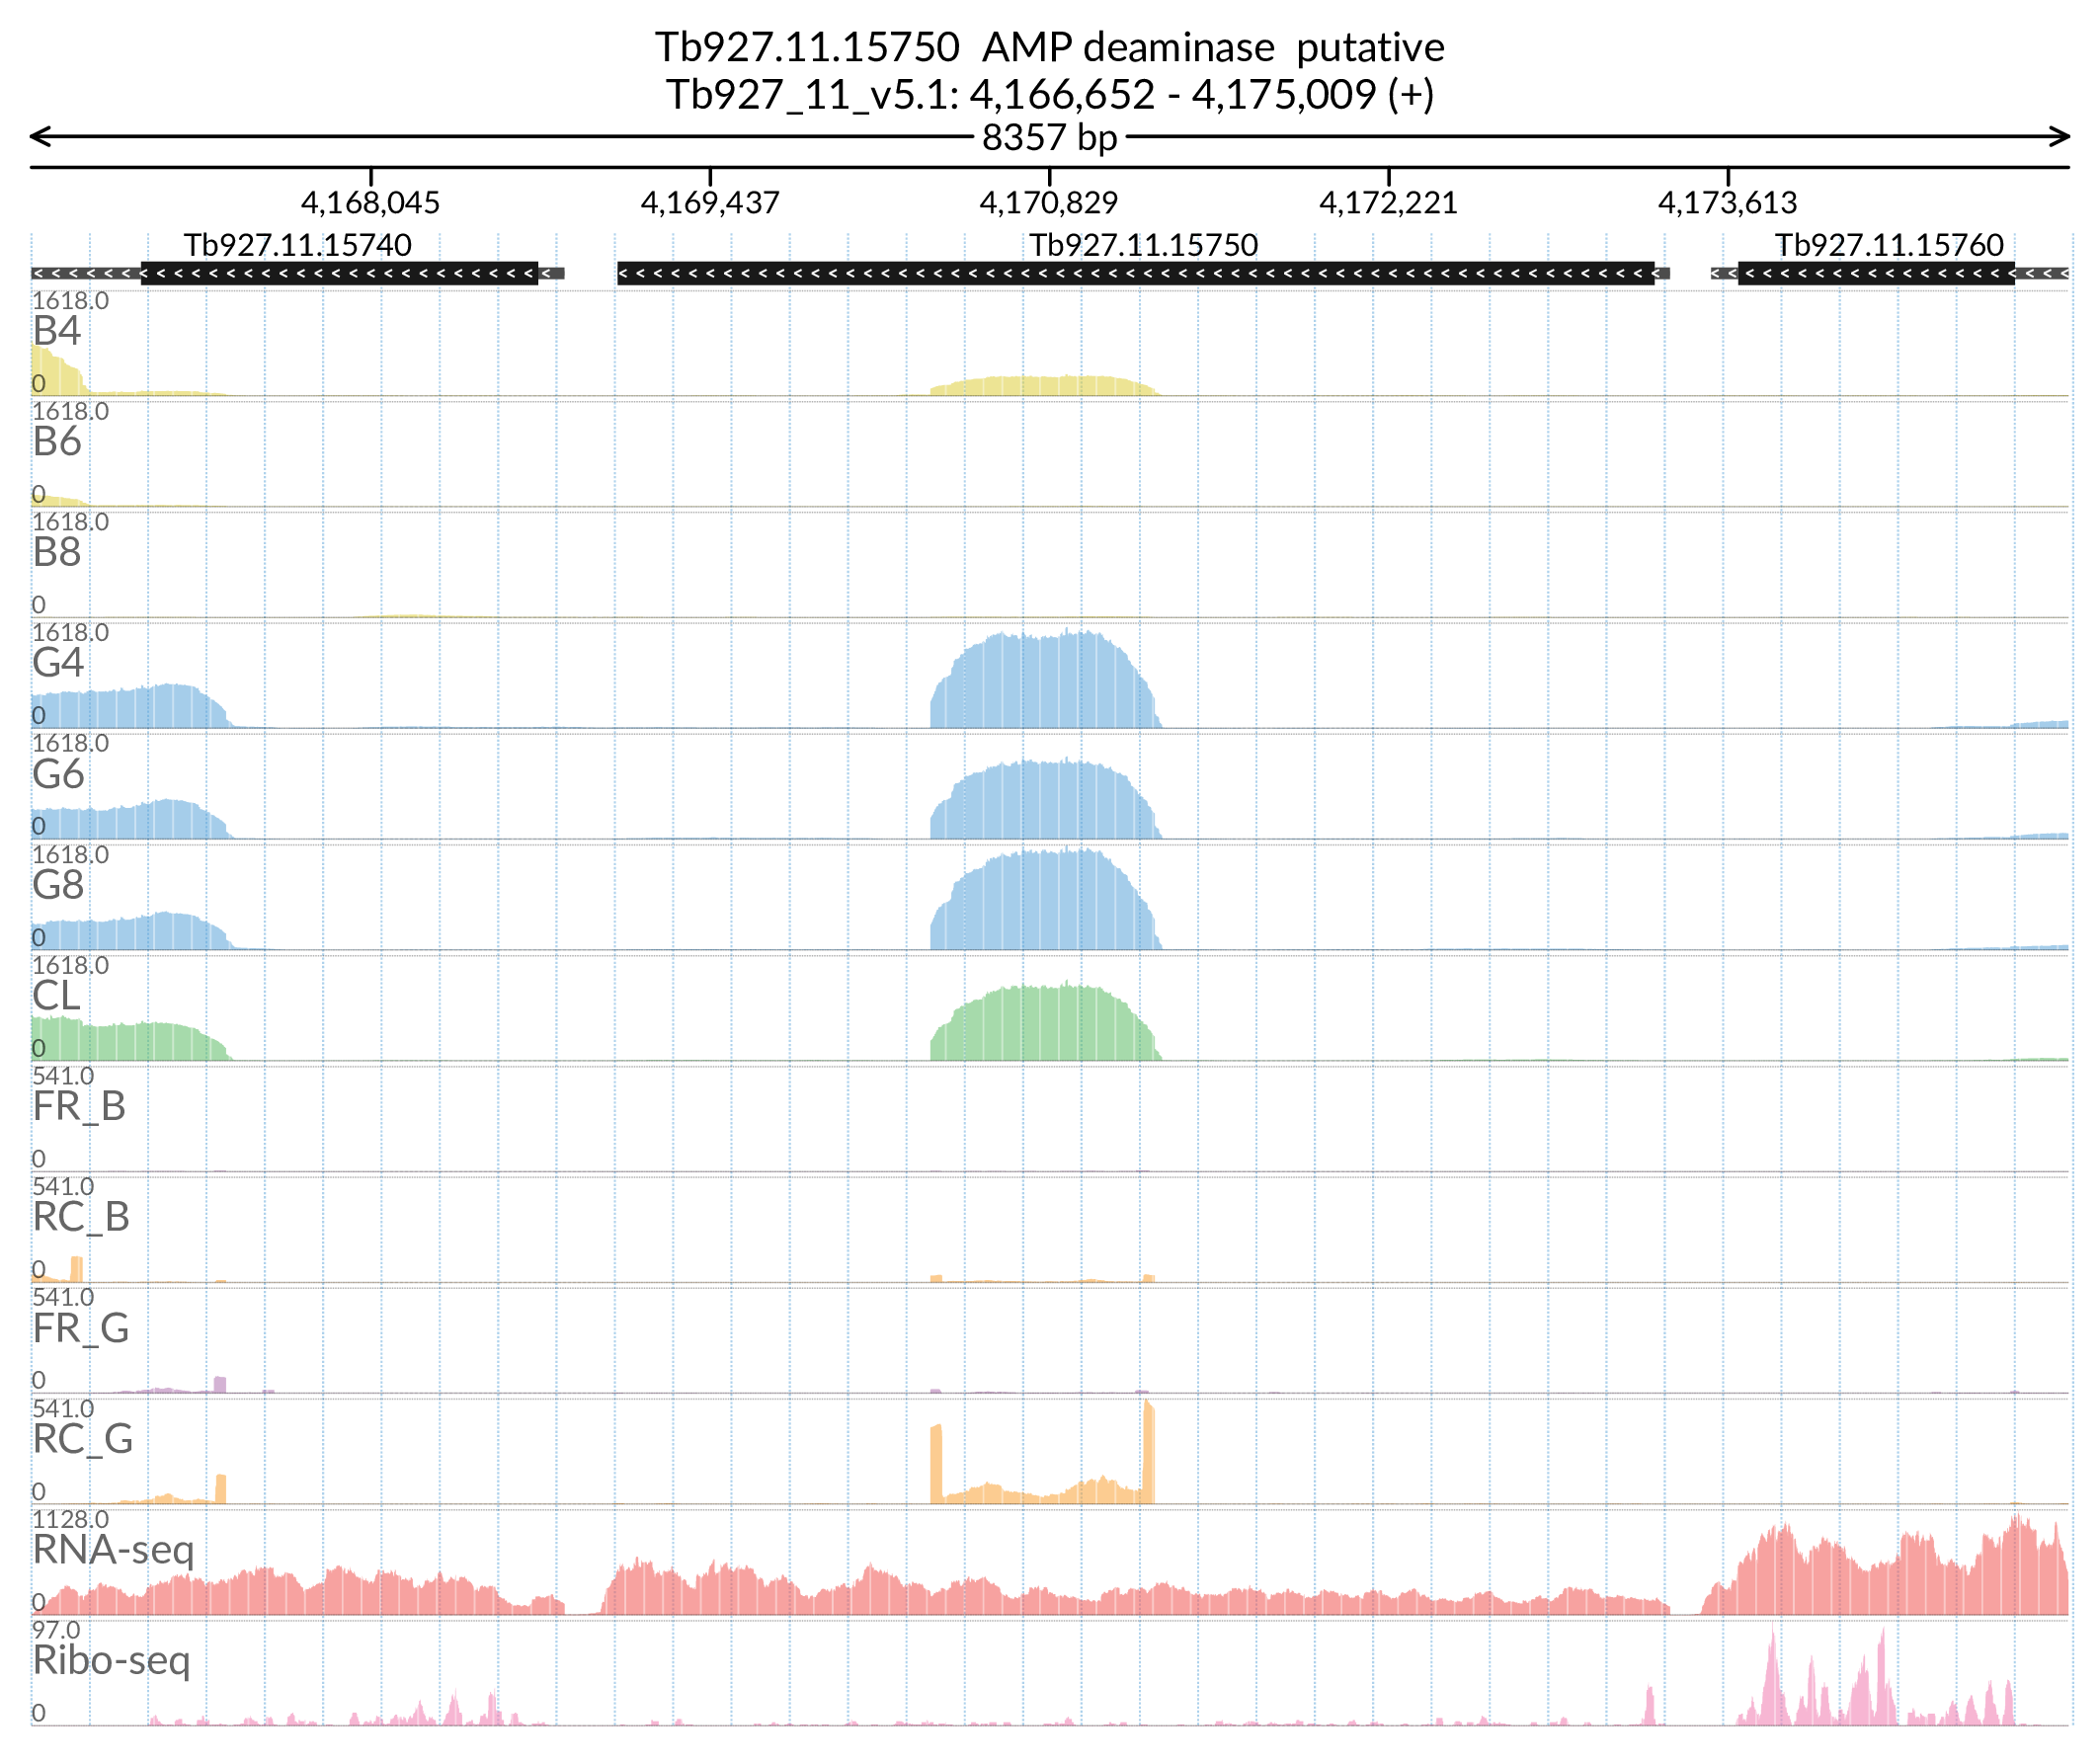 Tb927.11.15750  AMP deaminase  putative
Tb927_11_v5.1: 4,166,652 - 4,175,009 (+)
8357 bp
4,168,045 4,169,437 4,170,829 4,172,221 4,173,613
Tb927.11.15740 Tb927.11.15750 Tb927.11.15760
1618.0
B4
0
1618.0
B6
0
1618.0
B8
0
1618.0
G4
0
1618.0
G6
0
1618.0
G8
0
1618.0
CL
0
541.0
FR_B
0
541.0
RC_B
0
541.0
FR_G
0
541.0
RC_G
0
1128.0
RNA-seq
0
97.0
Ribo-seq
0